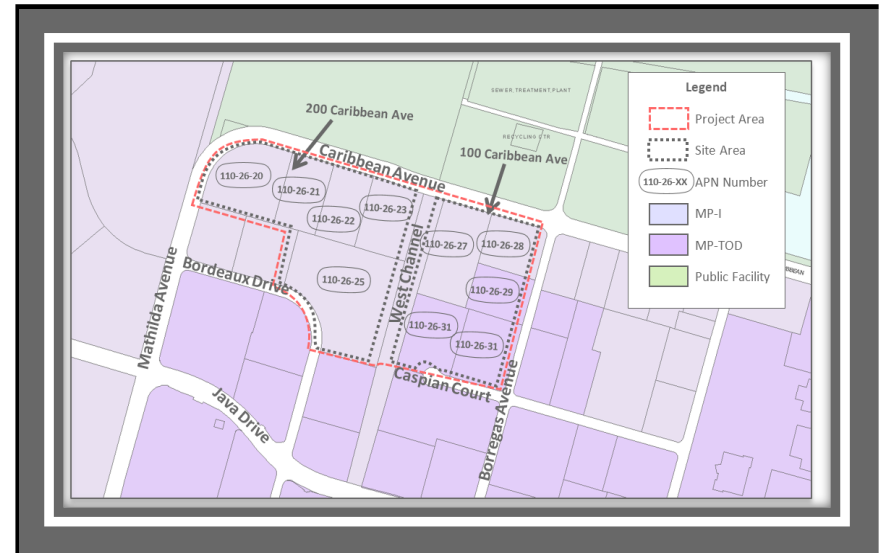 SEWER TREATMENT PLANT
Legend
200 Caribbean Ave
Project Area
RECYCLING CTR
Caribbean Avenue
100 Caribbean Ave
Site Area
110-26-20
110-26-21
110-26-XX APN Number
110-26-22
110-26-23
MP-I
110-26-27
110-26-28
MP-TOD
Bordeaux Drive
West Channel
110-26-25
110-26-29
Public Facility
Mathilda Avenue
110-26-31
110-26-31
Caspian Court
Java Drive
Borregas Avenue